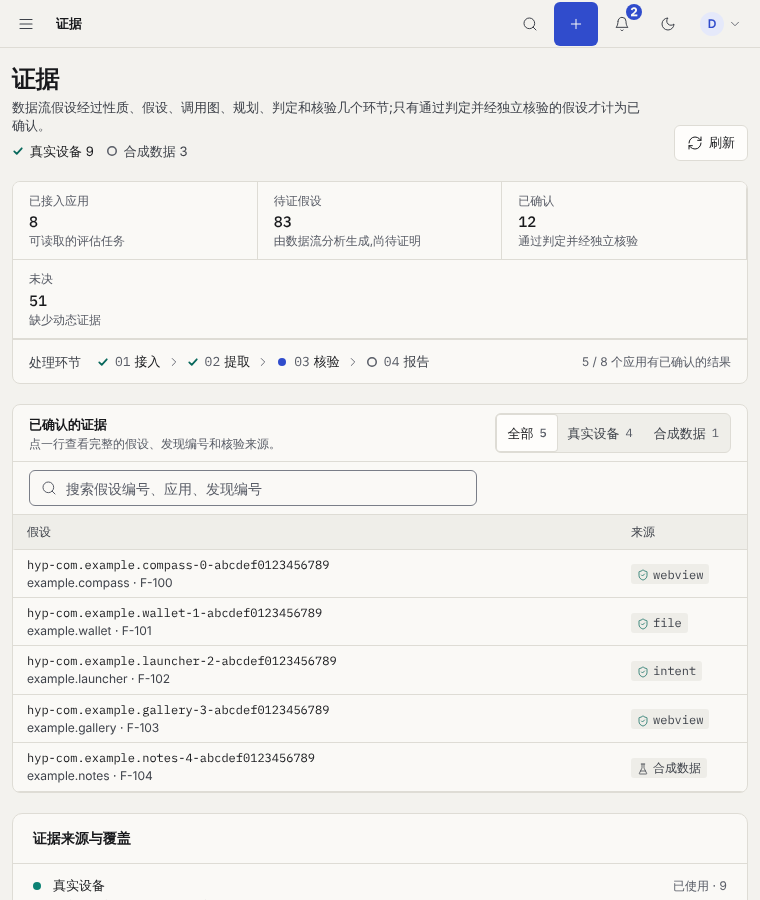 证据
2
D
证据
数据流假设经过性质、假设、调用图、规划、判定和核验几个环节;只有通过判定并经独立核验的假设才计为已
确认。
真实设备 9 合成数据 3
刷新
已接入应用
8
可读取的评估任务
待证假设
83
由数据流分析生成,尚待证明
已确认
12
通过判定并经独立核验
未决
51
缺少动态证据
处理环节 01 接入 02 提取 03 核验 04 报告 5 / 8 个应用有已确认的结果
已确认的证据
点一行查看完整的假设、发现编号和核验来源。
全部 5 真实设备 4 合成数据 1
搜索假设编号、应用、发现编号
假设 来源
hyp-com.example.compass-0-abcdef0123456789
example.compass · F-100
webview
hyp-com.example.wallet-1-abcdef0123456789
example.wallet · F-101
file
hyp-com.example.launcher-2-abcdef0123456789
example.launcher · F-102
intent
hyp-com.example.gallery-3-abcdef0123456789
example.gallery · F-103
webview
hyp-com.example.notes-4-abcdef0123456789
example.notes · F-104
合成数据
证据来源与覆盖
真实设备 已使用 · 9